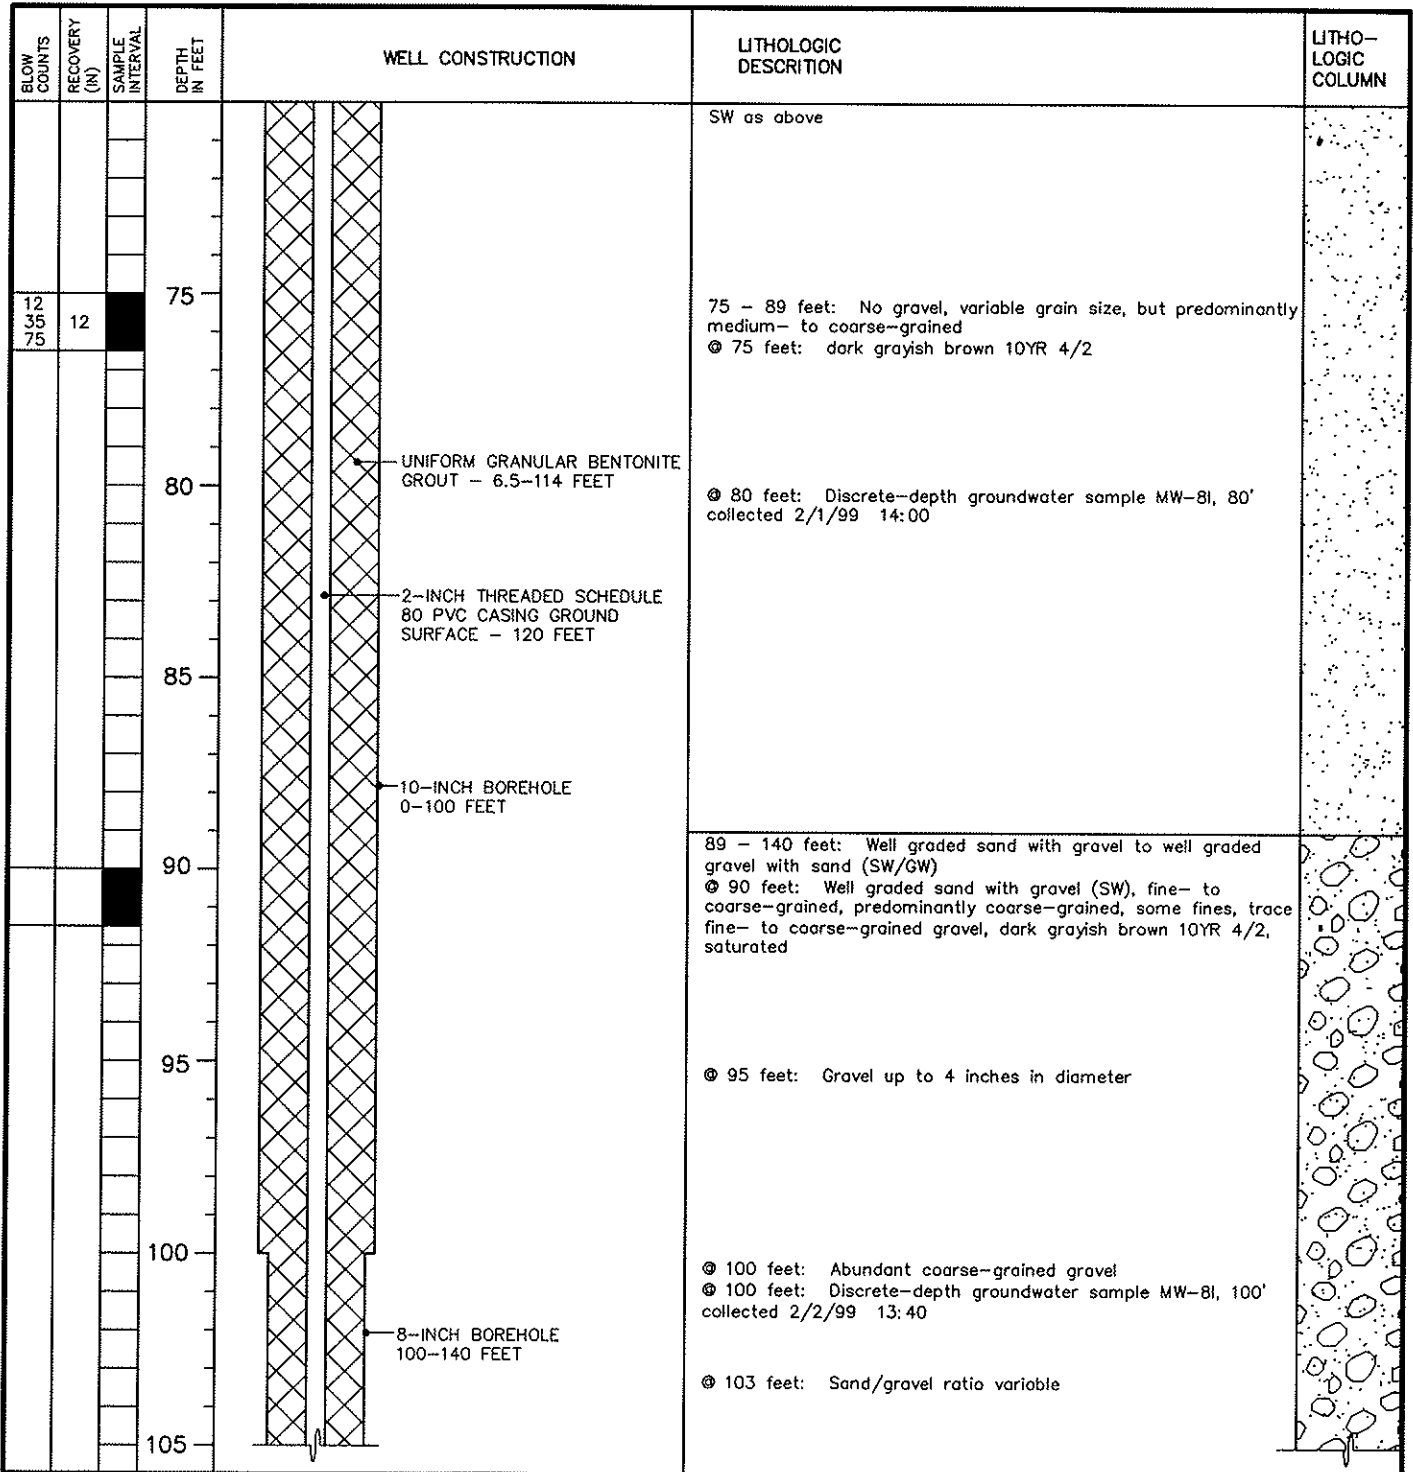 BLOW
COUNTS
RECOVERY
(IN)
SAMPLE
INTERVAL
DEPTH
IN FEET
WELL CONSTRUCTION
LITHOLOGIC
DESCRITION
LITHO–
LOGIC
COLUMN
SW as above
75
12
35
75
12
75 – 89 feet: No gravel, variable grain size, but predominantly
medium– to coarse–grained
@ 75 feet: dark grayish brown 10YR 4/2
UNIFORM GRANULAR BENTONITE
GROUT – 6.5–114 FEET
80
@ 80 feet: Discrete–depth groundwater sample MW–8I, 80'
collected 2/1/99 14:00
2–INCH THREADED SCHEDULE
80 PVC CASING GROUND
SURFACE – 120 FEET
85
10–INCH BOREHOLE
0–100 FEET
89 – 140 feet: Well graded sand with gravel to well graded
gravel with sand (SW/GW)
90
@ 90 feet: Well graded sand with gravel (SW), fine– to
coarse–grained, predominantly coarse–grained, some fines, trace
fine– to coarse–grained gravel, dark grayish brown 10YR 4/2,
saturated
95
@ 95 feet: Gravel up to 4 inches in diameter
100
@ 100 feet: Abundant coarse–grained gravel
@ 100 feet: Discrete–depth groundwater sample MW–8I, 100'
collected 2/2/99 13:40
8–INCH BOREHOLE
100–140 FEET
@ 103 feet: Sand/gravel ratio variable
105